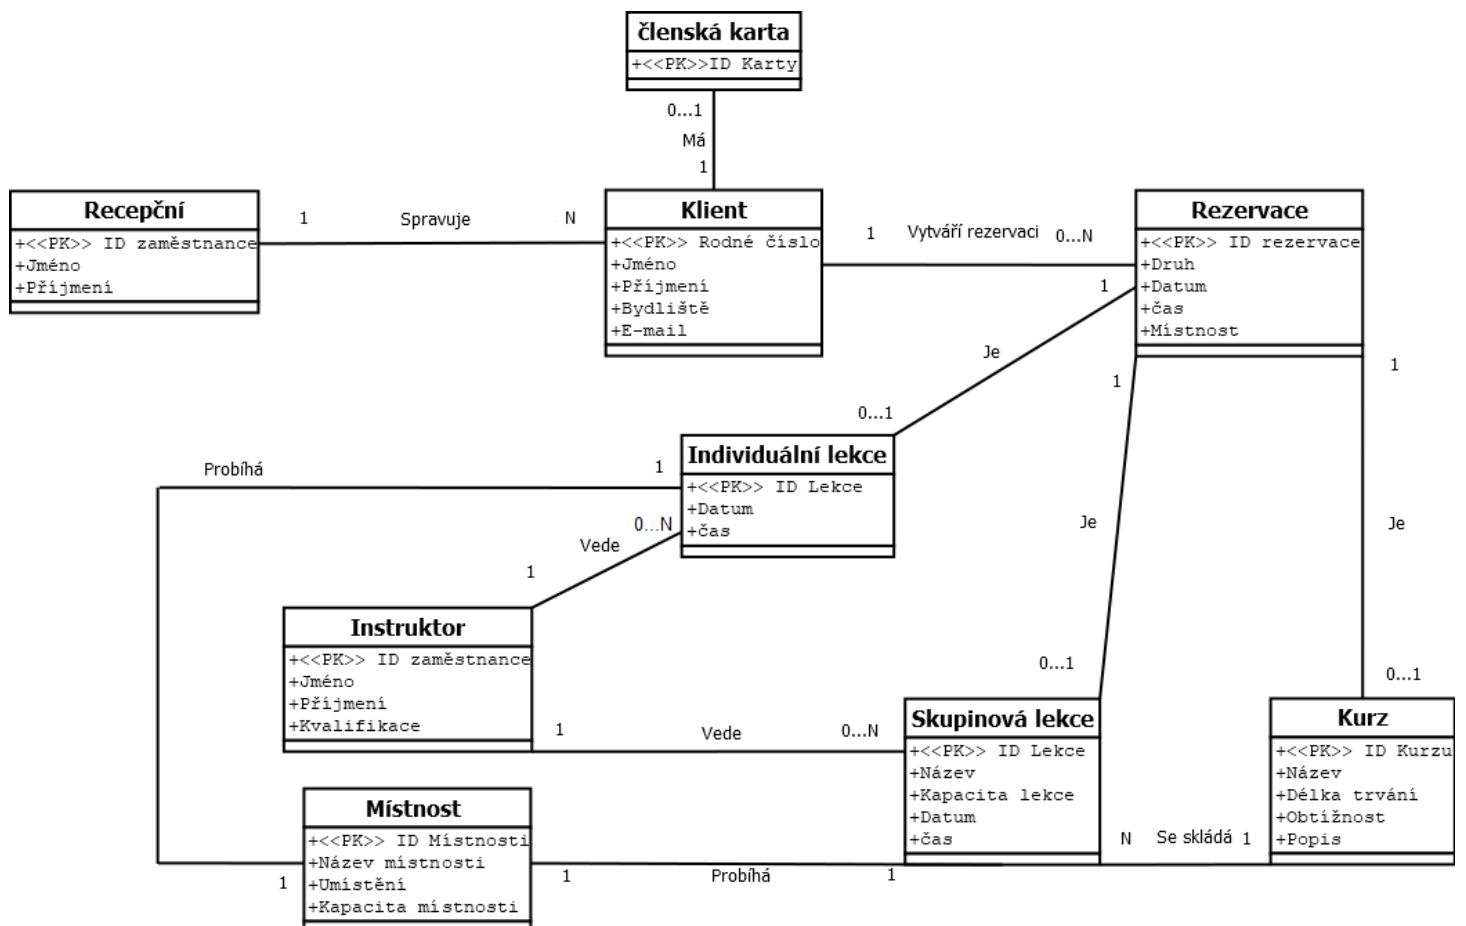 členská karta
+<<PK>>ID Karty
0...1
Má
1
Recepční
+<<PK>> ID zaměstnance
+Jméno
+Příjmení
1
Spravuje
N
Klient
+<<PK>> Rodné číslo
+Jméno
+Příjmení
+Bydliště
+E-mail
1
Vytváří rezervaci
0...N
Rezervace
+<<PK>> ID rezervace
+Druh
+Datum
+čas
+Místnost
1
Je
0...1
1
Je
0...1
1
Je
0...1
Individuální lekce
+<<PK>> ID Lekce
+Datum
+čas
Probíhá
1
1
0...N
Vede
1
Instruktor
+<<PK>> ID zaměstnance
+Jméno
+Příjmení
+Kvalifikace
1
Vede
0...N
Skupinová lekce
+<<PK>> ID Lekce
+Název
+Kapacita lekce
+Datum
+čas
N
Se skládá
1
Kurz
+<<PK>> ID Kurzu
+Název
+Délka trvání
+Obtížnost
+Popis
Místnost
+<<PK>> ID Místnosti
+Název místnosti
+Umístění
+Kapacita místnosti
1
Probíhá
1